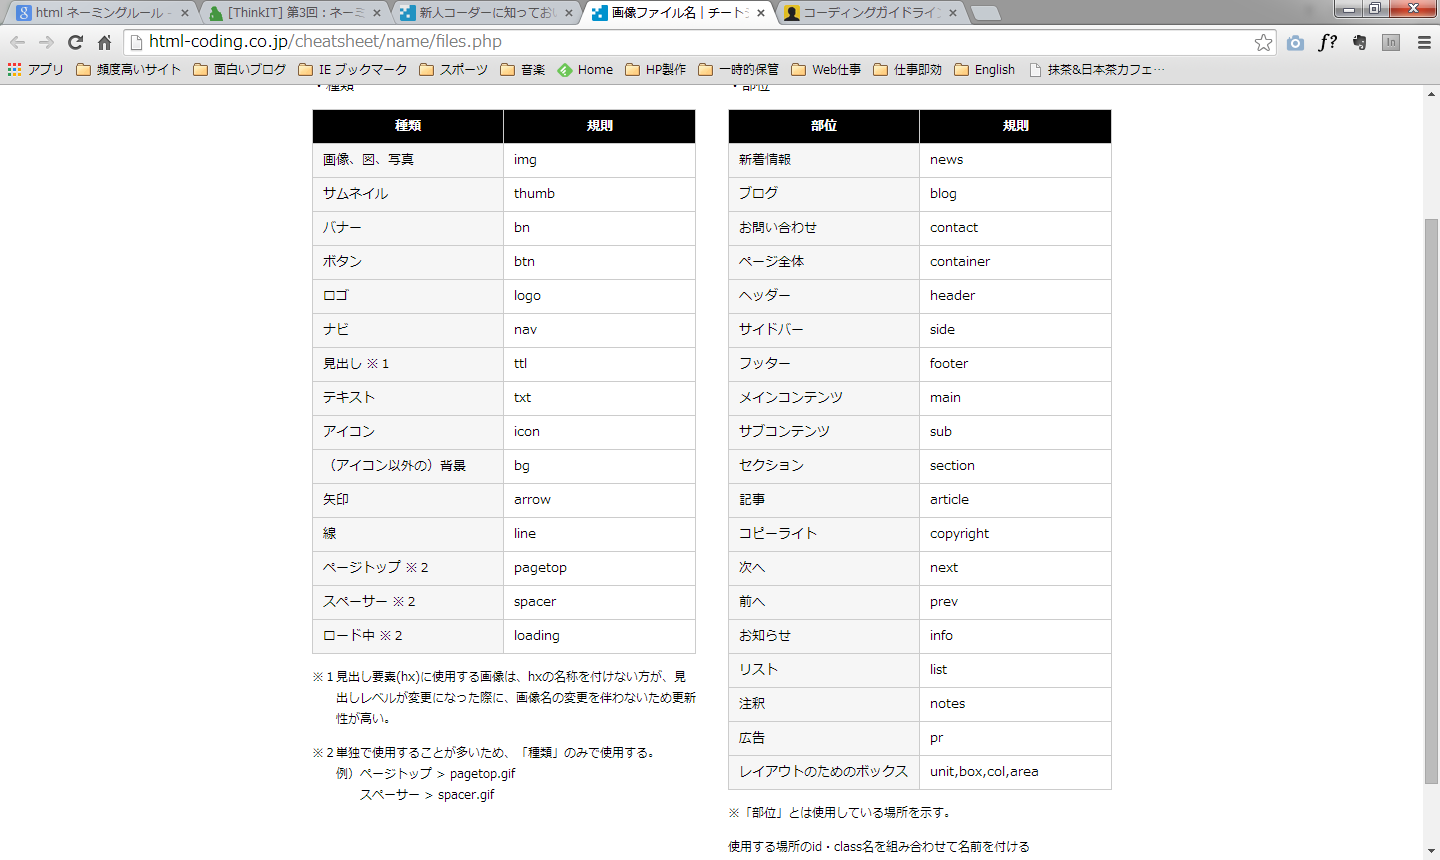 html ネーミングルール -
[ThinkIT] 第3回：ネーミ
新人コーダーに知っておい
画像ファイル名｜チートシ
コーディングガイドライン
html-coding.co.jp/cheatsheet/name/files.php
アプリ 頻度高いサイト 面白いブログ IE ブックマーク スポーツ 音楽 Home HP製作 一時的保管 Web仕事 仕事即効 English 抹茶&日本茶カフェ…
・種類
種類 規則
画像、図、写真 img
サムネイル thumb
バナー bn
ボタン btn
ロゴ logo
ナビ nav
見出し ※1 ttl
テキスト txt
アイコン icon
（アイコン以外の）背景 bg
矢印 arrow
線 line
ページトップ ※2 pagetop
スペーサー ※2 spacer
ロード中 ※2 loading
※1 見出し要素(hx)に使用する画像は、hxの名称を付けない方が、見
出しレベルが変更になった際に、画像名の変更を伴わないため更新
性が高い。
※2 単独で使用することが多いため、「種類」のみで使用する。
例）ページトップ > pagetop.gif
スペーサー > spacer.gif
・部位
部位 規則
新着情報 news
ブログ blog
お問い合わせ contact
ページ全体 container
ヘッダー header
サイドバー side
フッター footer
メインコンテンツ main
サブコンテンツ sub
セクション section
記事 article
コピーライト copyright
次へ next
前へ prev
お知らせ info
リスト list
注釈 notes
広告 pr
レイアウトのためのボックス unit,box,col,area
※「部位」とは使用している場所を示す。
使用する場所のid・class名を組み合わせて名前を付ける